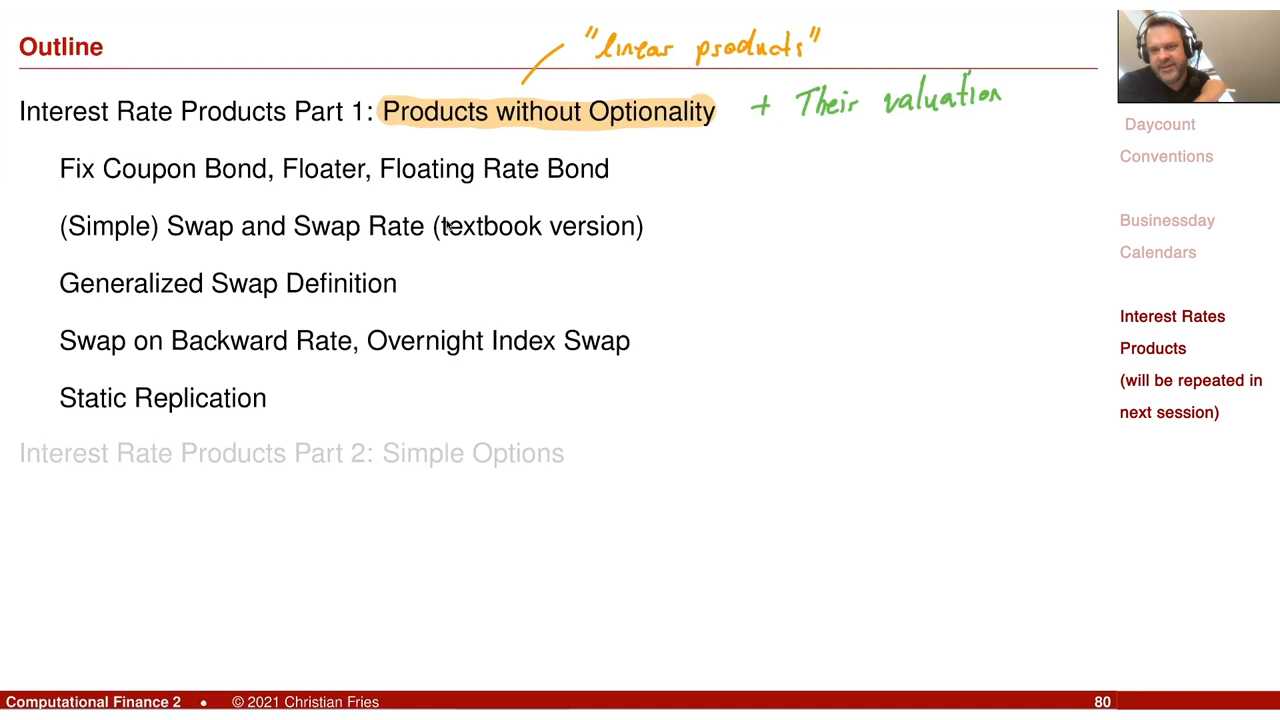 Outline
"linear products"
Interest Rate Products Part 1: Products without Optionality + Their valuation
Fix Coupon Bond, Floater, Floating Rate Bond
(Simple) Swap and Swap Rate (textbook version)
Generalized Swap Definition
Swap on Backward Rate, Overnight Index Swap
Static Replication
Interest Rate Products Part 2: Simple Options
Daycount
Conventions
Businessday
Calendars
Interest Rates
Products
(will be repeated in
next session)
Computational Finance 2 • © 2021 Christian Fries 80